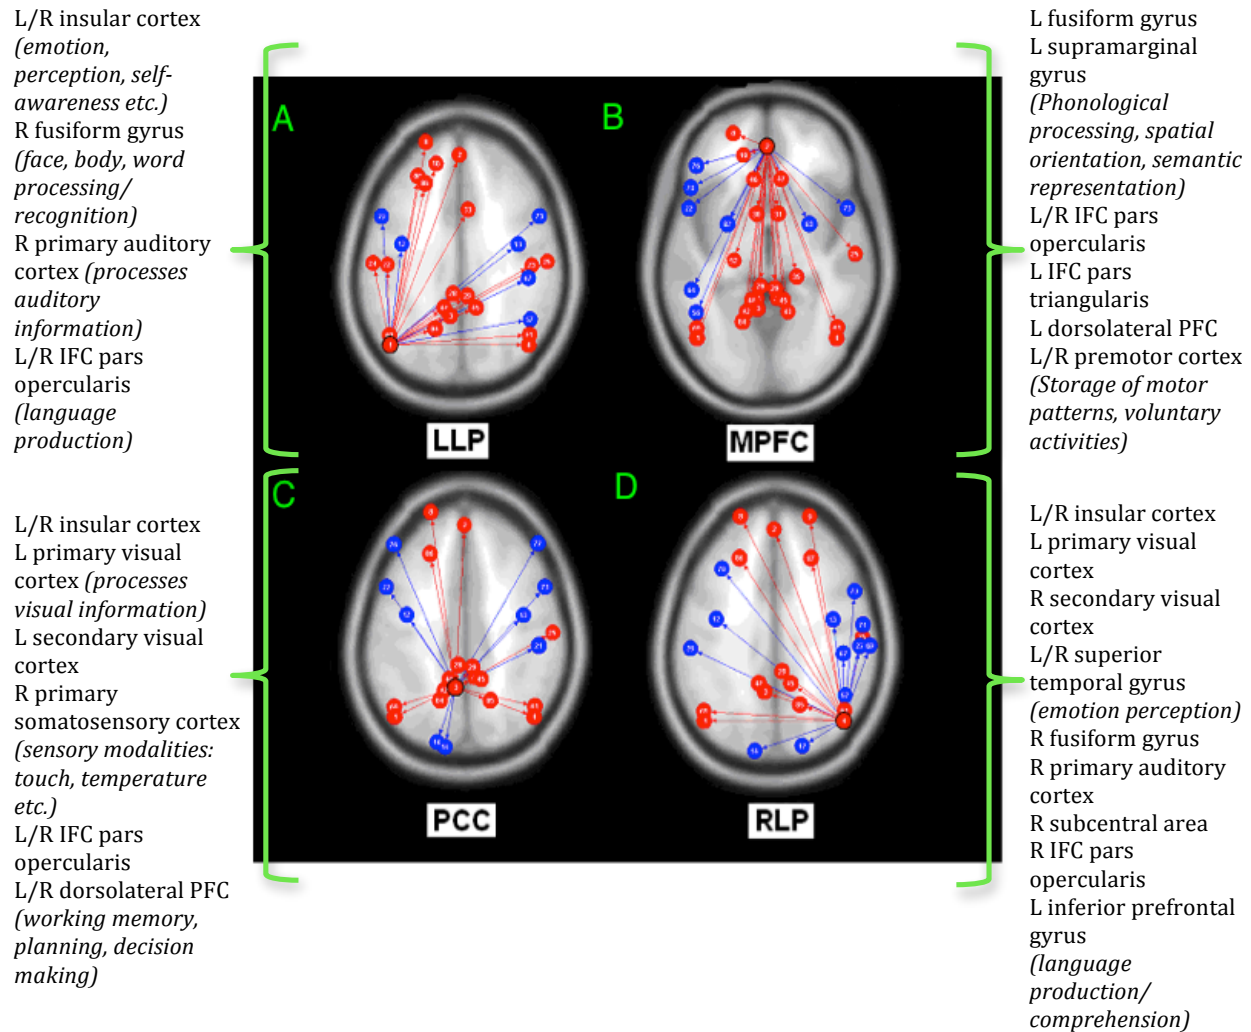 L/R insular cortex
(emotion,
perception, self-
awareness etc.)
R fusiform gyrus
(face, body, word
processing/
recognition)
R primary auditory
cortex (processes
auditory
information)
L/R IFC pars
opercularis
(language
production)
L/R insular cortex
L primary visual
cortex (processes
visual information)
L secondary visual
cortex
R primary
somatosensory cortex
(sensory modalities:
touch, temperature
etc.)
L/R IFC pars
opercularis
L/R dorsolateral PFC
(working memory,
planning, decision
making)
A
B
LLP
MPFC
C
D
PCC
RLP
L fusiform gyrus
L supramarginal
gyrus
(Phonological
processing, spatial
orientation, semantic
representation)
L/R IFC pars
opercularis
L IFC pars
triangularis
L dorsolateral PFC
L/R premotor cortex
(Storage of motor
patterns, voluntary
activities)
L/R insular cortex
L primary visual
cortex
R secondary visual
cortex
L/R superior
temporal gyrus
(emotion perception)
R fusiform gyrus
R primary auditory
cortex
R subcentral area
R IFC pars
opercularis
L inferior prefrontal
gyrus
(language
production/
comprehension)